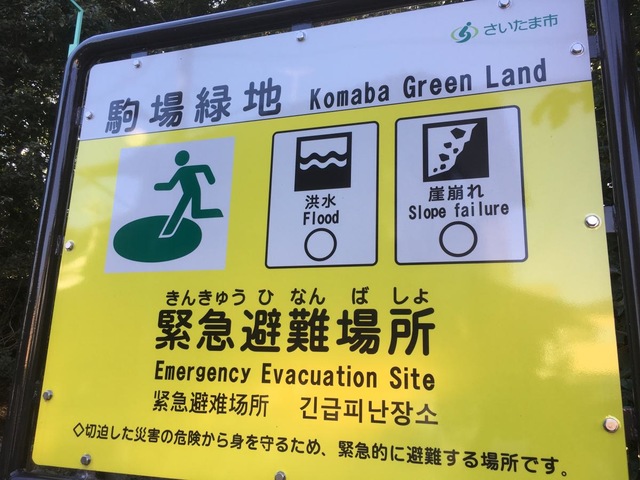 さいたま市
駒場緑地 Komaba Green Land
洪水
Flood
○
崖崩れ
Slope failure
○
きんきゅう ひ なん ば しょ
緊急避難場所
Emergency Evacuation Site
紧急避难场所 긴급피난장소
◇切迫した災害の危険から身を守るため、緊急的に避難する場所です。